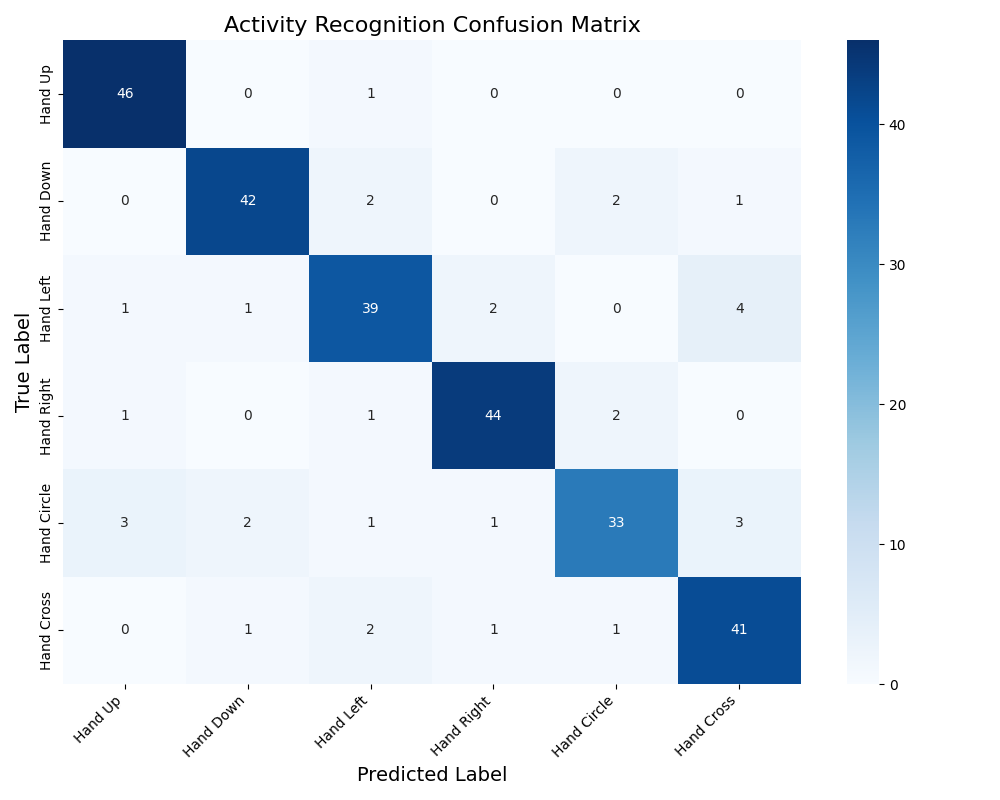 Activity Recognition Confusion Matrix
True Label
Hand Up 46 0 1 0 0 0
Hand Down 0 42 2 0 2 1
Hand Left 1 1 39 2 0 4
Hand Right 1 0 1 44 2 0
Hand Circle 3 2 1 1 33 3
Hand Cross 0 1 2 1 1 41
Hand Up Hand Down Hand Left Hand Right Hand Circle Hand Cross
Predicted Label
40
30
20
10
0